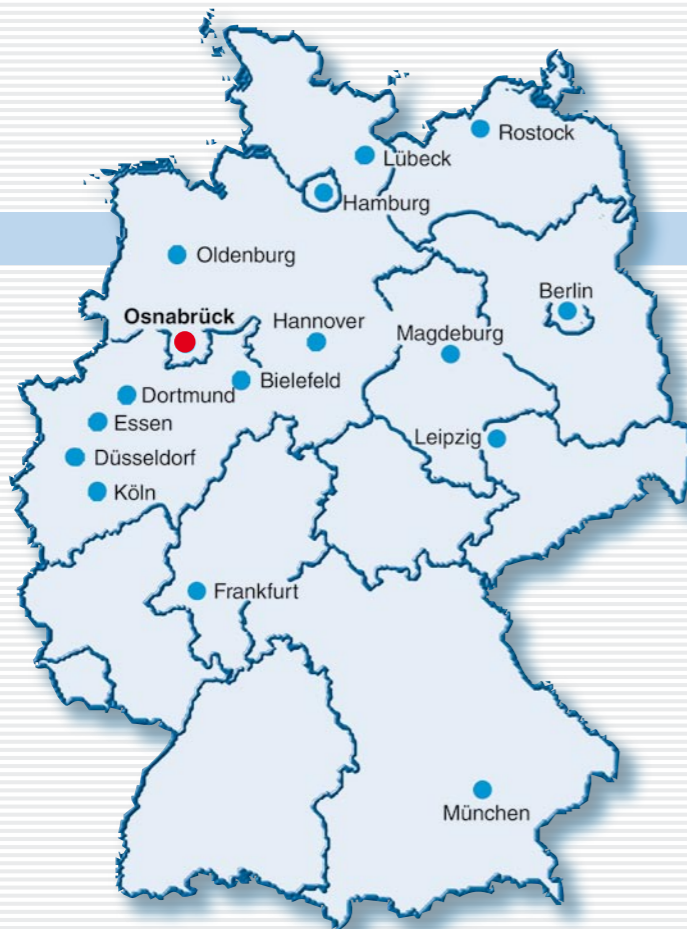 Rostock
Lübeck
Hamburg
Oldenburg
Berlin
Osnabrück
Hannover
Magdeburg
Bielefeld
Dortmund
Essen
Leipzig
Düsseldorf
Köln
Frankfurt
München